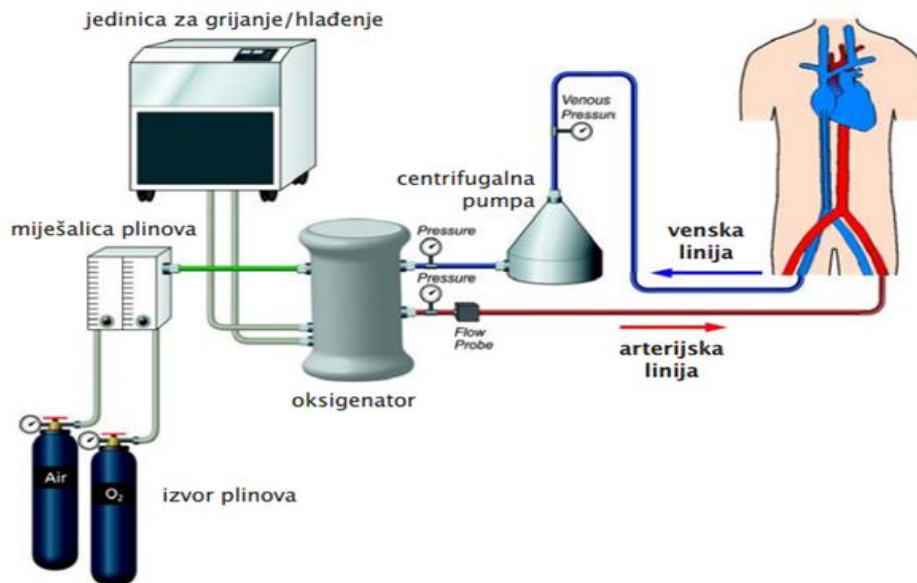 jedinica za grijanje/hlađenje
Venous
Pressure
centrifugalna
pumpa
miješalica plinova
Pressure
venska
linija
Pressure
Flow
Probe
arterijska
linija
oksigenator
Air
O₂
izvor plinova